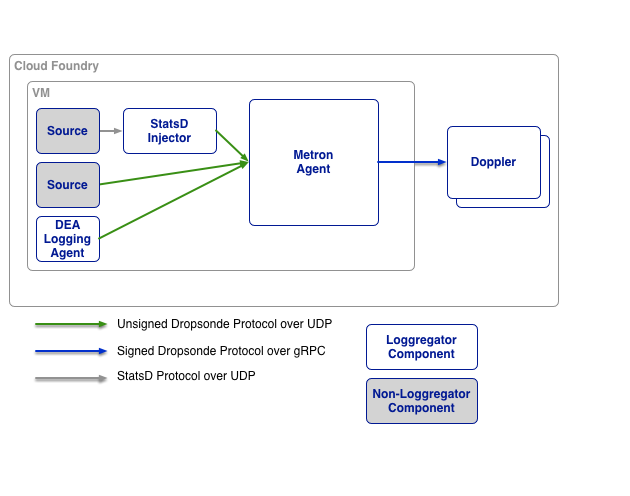 Cloud Foundry
VM
Source
StatsD
Injector
Metron
Agent
Doppler
Source
DEA
Logging
Agent
Unsigned Dropsonde Protocol over UDP
Signed Dropsonde Protocol over gRPC
StatsD Protocol over UDP
Loggregator
Component
Non-Loggregator
Component